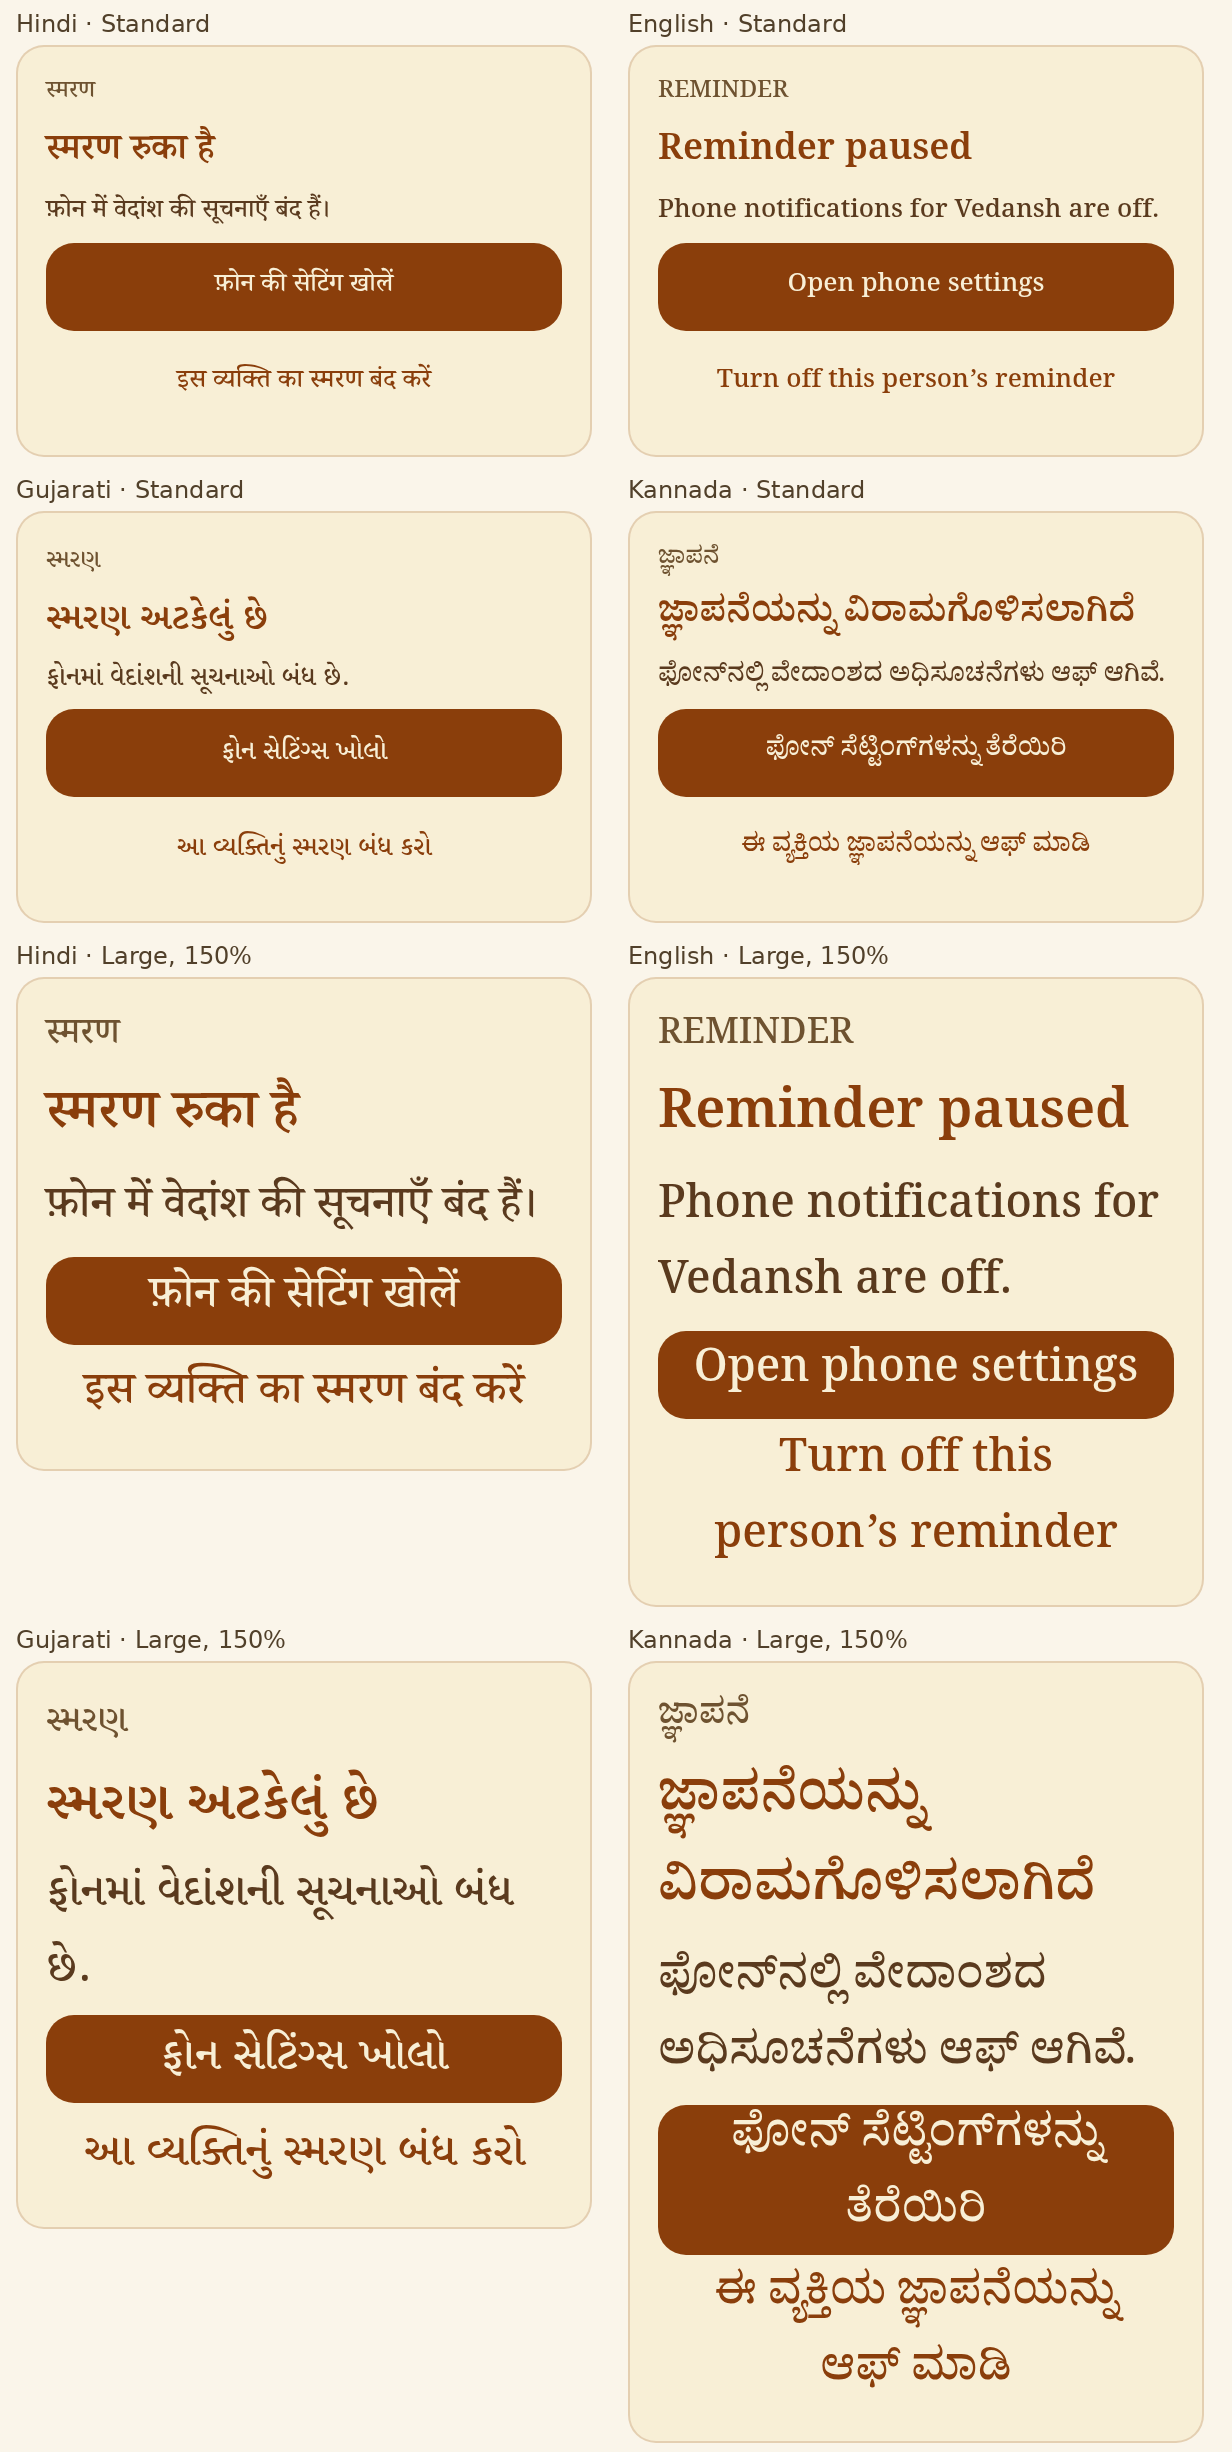 Hindi · Standard
स्मरण
स्मरण रुका है
फ़ोन में वेदांश की सूचनाएँ बंद हैं।
फ़ोन की सेटिंग खोलें
इस व्यक्ति का स्मरण बंद करें
English · Standard
REMINDER
Reminder paused
Phone notifications for Vedansh are off.
Open phone settings
Turn off this person’s reminder
Gujarati · Standard
સ્મરણ
સ્મરણ અટકેલું છે
ફોનમાં વેદાંશની સૂચનાઓ બંધ છે.
ફોન સેટિંગ્સ ખોલો
આ વ્યક્તિનું સ્મરણ બંધ કરો
Kannada · Standard
ಜ್ಞಾಪನೆ
ಜ್ಞಾಪನೆಯನ್ನು ವಿರಾಮಗೊಳಿಸಲಾಗಿದೆ
ಫೋನ್‌ನಲ್ಲಿ ವೇದಾಂಶದ ಅಧಿಸೂಚನೆಗಳು ಆಫ್ ಆಗಿವೆ.
ಫೋನ್ ಸೆಟ್ಟಿಂಗ್‌ಗಳನ್ನು ತೆರೆಯಿರಿ
ಈ ವ್ಯಕ್ತಿಯ ಜ್ಞಾಪನೆಯನ್ನು ಆಫ್ ಮಾಡಿ
Hindi · Large, 150%
स्मरण
स्मरण रुका है
फ़ोन में वेदांश की सूचनाएँ बंद हैं।
फ़ोन की सेटिंग खोलें
इस व्यक्ति का स्मरण बंद करें
English · Large, 150%
REMINDER
Reminder paused
Phone notifications for
Vedansh are off.
Open phone settings
Turn off this
person’s reminder
Gujarati · Large, 150%
સ્મરણ
સ્મરણ અટકેલું છે
ફોનમાં વેદાંશની સૂચનાઓ બંધ
છે.
ફોન સેટિંગ્સ ખોલો
આ વ્યક્તિનું સ્મરણ બંધ કરો
Kannada · Large, 150%
ಜ್ಞಾಪನೆ
ಜ್ಞಾಪನೆಯನ್ನು
ವಿರಾಮಗೊಳಿಸಲಾಗಿದೆ
ಫೋನ್‌ನಲ್ಲಿ ವೇದಾಂಶದ
ಅಧಿಸೂಚನೆಗಳು ಆಫ್ ಆಗಿವೆ.
ಫೋನ್ ಸೆಟ್ಟಿಂಗ್‌ಗಳನ್ನು
ತೆರೆಯಿರಿ
ಈ ವ್ಯಕ್ತಿಯ ಜ್ಞಾಪನೆಯನ್ನು
ಆಫ್ ಮಾಡಿ